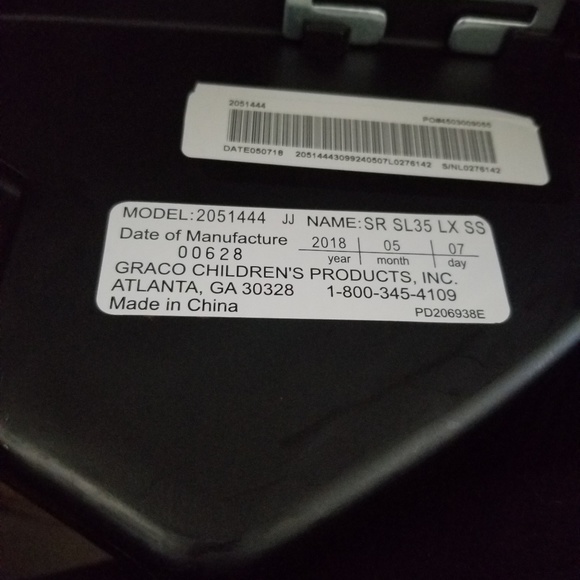 2051444 PO#4503009055
DATE050718 20514443099240507L0276142 S/NL0276142
MODEL:2051444 JJ NAME:SR SL35 LX SS
Date of Manufacture 2018 05 07
00628 year month day
GRACO CHILDREN'S PRODUCTS, INC.
ATLANTA, GA 30328 1-800-345-4109
Made in China PD206938E